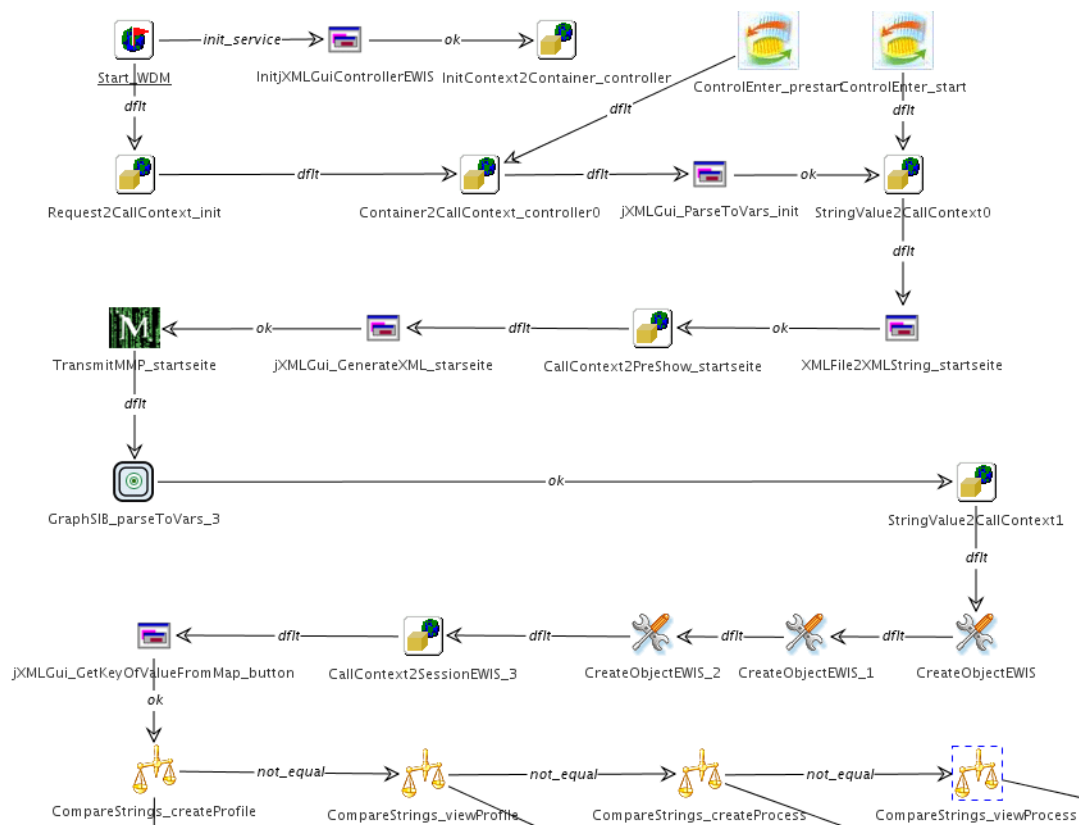 init_service
ok
Start_WDM
InitjXMLGuiControllerEWIS
InitContext2Container_controller
ControlEnter_prestart
ControlEnter_start
dflt
dflt
dflt
dflt
dflt
ok
Request2CallContext_init
Container2CallContext_controller0
jXMLGui_ParseToVars_init
StringValue2CallContext0
dflt
M
ok
dflt
ok
TransmitMMP_startseite
jXMLGui_GenerateXML_starseite
CallContext2PreShow_startseite
XMLFile2XMLString_startseite
dflt
ok
GraphSIB_parseToVars_3
StringValue2CallContext1
dflt
dflt
dflt
dflt
dflt
jXMLGui_GetKeyOfValueFromMap_button
CallContext2SessionEWIS_3
CreateObjectEWIS_2
CreateObjectEWIS_1
CreateObjectEWIS
ok
not_equal
not_equal
not_equal
CompareStrings_createProfile
CompareStrings_viewProfile
CompareStrings_createProcess
CompareStrings_viewProcess